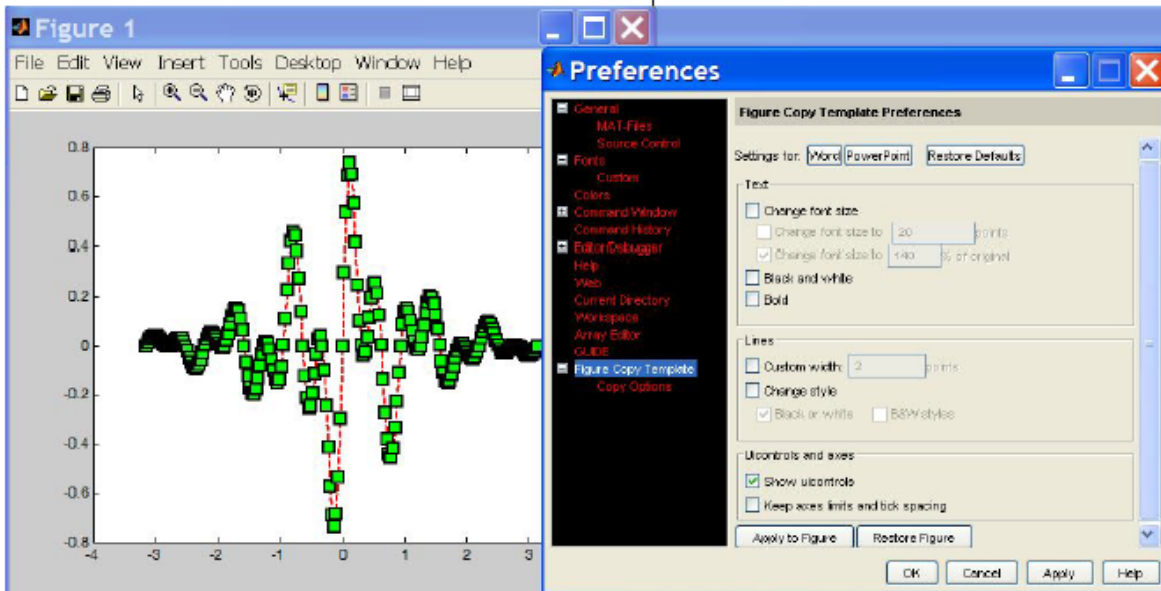 Figure 1
File Edit View Insert Tools Desktop Window Help
0.8
0.6
0.4
0.2
0
-0.2
-0.4
-0.6
-0.8
-4 -3 -2 -1 0 1 2 3
Preferences
General
MAT-Files
Source Control
Fonts
Custom
Colors
Command Window
Command History
Editor/Debugger
Help
Web
Current Directory
Workspace
Array Editor
GUIDE
Figure Copy Template
Copy Options
Figure Copy Template Preferences
Settings for: Word PowerPoint Restore Defaults
Text
Change font size
Change font size to 20 points
Change font size to 140 % of original
Black and white
Bold
Lines
Custom width: 2 points
Change style
Black or white B&W styles
Uicontrols and axes
Show uicontrols
Keep axes limits and tick spacing
Apply to Figure Restore Figure
OK Cancel Apply Help